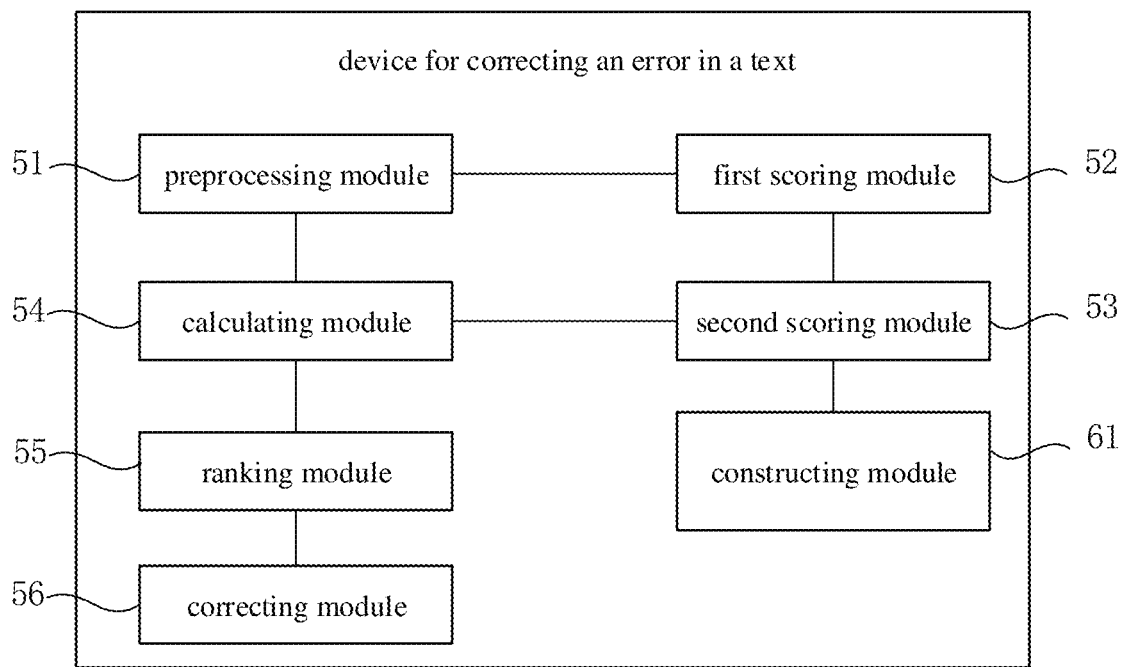 device for correcting an error in a text
51
preprocessing module
first scoring module
52
54
calculating module
second scoring module
53
55
ranking module
constructing module
61
56
correcting module